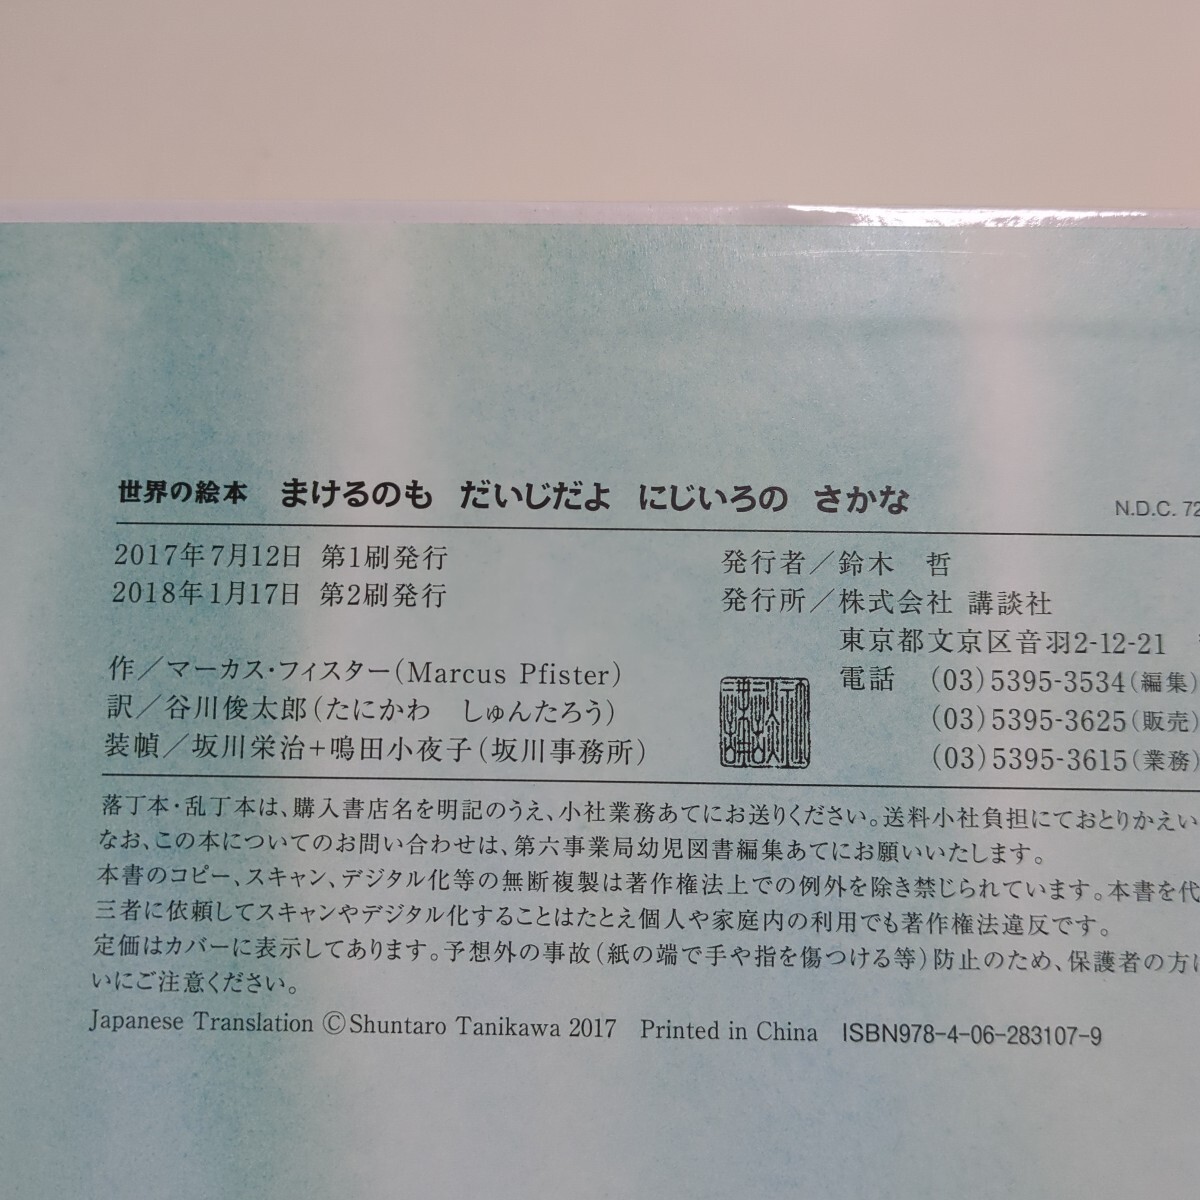 世界の絵本 まけるのも だいじだよ にじいろの さかな
N.D.C. 72
2017年7月12日 第1刷発行
2018年1月17日 第2刷発行
作／マーカス・フィスター(Marcus Pfister)
訳／谷川俊太郎(たにかわ しゅんたろう)
装幀／坂川栄治+鳴田小夜子(坂川事務所)
発行者／鈴木 哲
発行所／株式会社 講談社
東京都文京区音羽2-12-21
電話 (03)5395-3534(編集)
(03)5395-3625(販売)
(03)5395-3615(業務)
落丁本・乱丁本は、購入書店名を明記のうえ、小社業務あてにお送りください。送料小社負担にておとりかえい
なお、この本についてのお問い合わせは、第六事業局幼児図書編集あてにお願いいたします。
本書のコピー、スキャン、デジタル化等の無断複製は著作権法上での例外を除き禁じられています。本書を代
三者に依頼してスキャンやデジタル化することはたとえ個人や家庭内の利用でも著作権法違反です。
定価はカバーに表示してあります。予想外の事故(紙の端で手や指を傷つける等)防止のため、保護者の方は
いにご注意ください。
Japanese Translation ©Shuntaro Tanikawa 2017 Printed in China ISBN978-4-06-283107-9